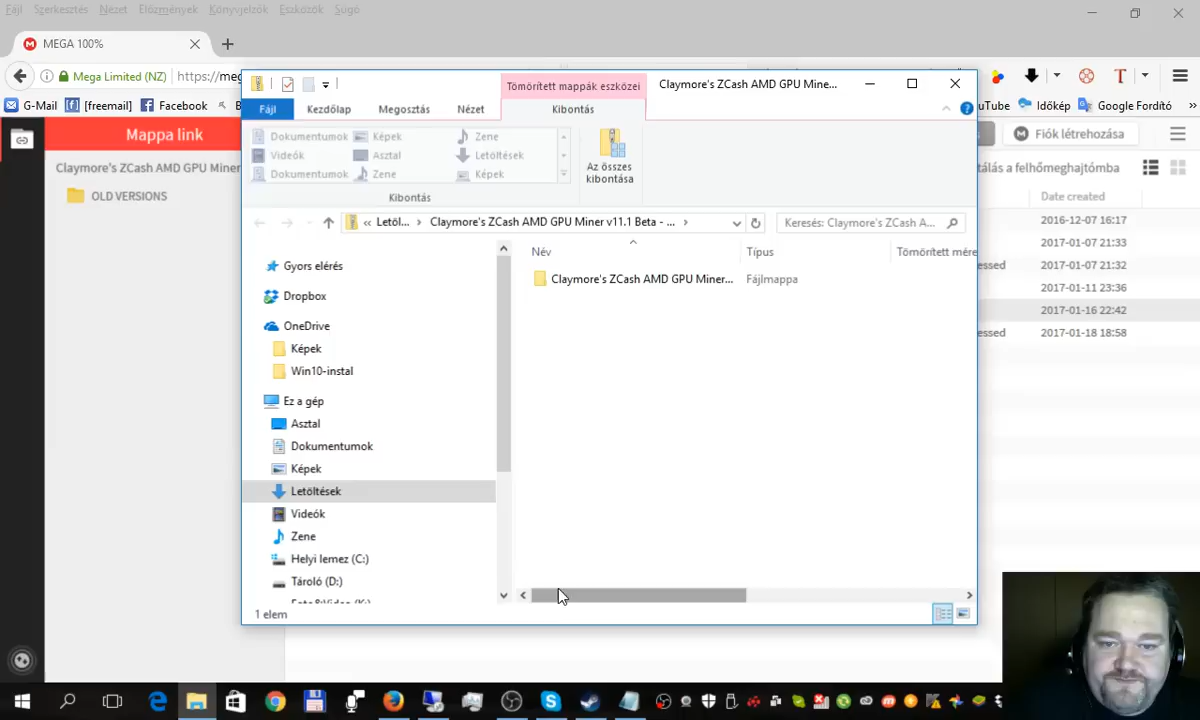 Fájl Szerkesztés Nézet Előzmények Könyvjelzők Eszközök Súgó
MEGA 100%
Mega Limited (NZ) https://meg
G-Mail [freemail] Facebook
uTube Időkép Google Fordító »
Tömörített mappák eszközei Claymore's ZCash AMD GPU Mine...
Fájl Kezdőlap Megosztás Nézet Kibontás
Dokumentumok Képek Zene
Videók Asztal Letöltések
Dokumentumok Zene Képek
Az összes kibontása
Kibontás
« Letöl... Claymore's ZCash AMD GPU Miner v11.1 Beta - ...
Keresés: Claymore's ZCash A...
Név Típus Tömörített mére
Claymore's ZCash AMD GPU Miner... Fájlmappa
Gyors elérés
Dropbox
OneDrive
Képek
Win10-instal
Ez a gép
Asztal
Dokumentumok
Képek
Letöltések
Videók
Zene
Helyi lemez (C:)
Tároló (D:)
1 elem
Mappa link
Claymore's ZCash AMD GPU Miner
OLD VERSIONS
Fiók létrehozása
tálás a felhőmeghajtómba
Date created
2016-12-07 16:17
2017-01-07 21:33
essed 2017-01-07 21:32
2017-01-11 23:36
2017-01-16 22:42
essed 2017-01-18 18:58